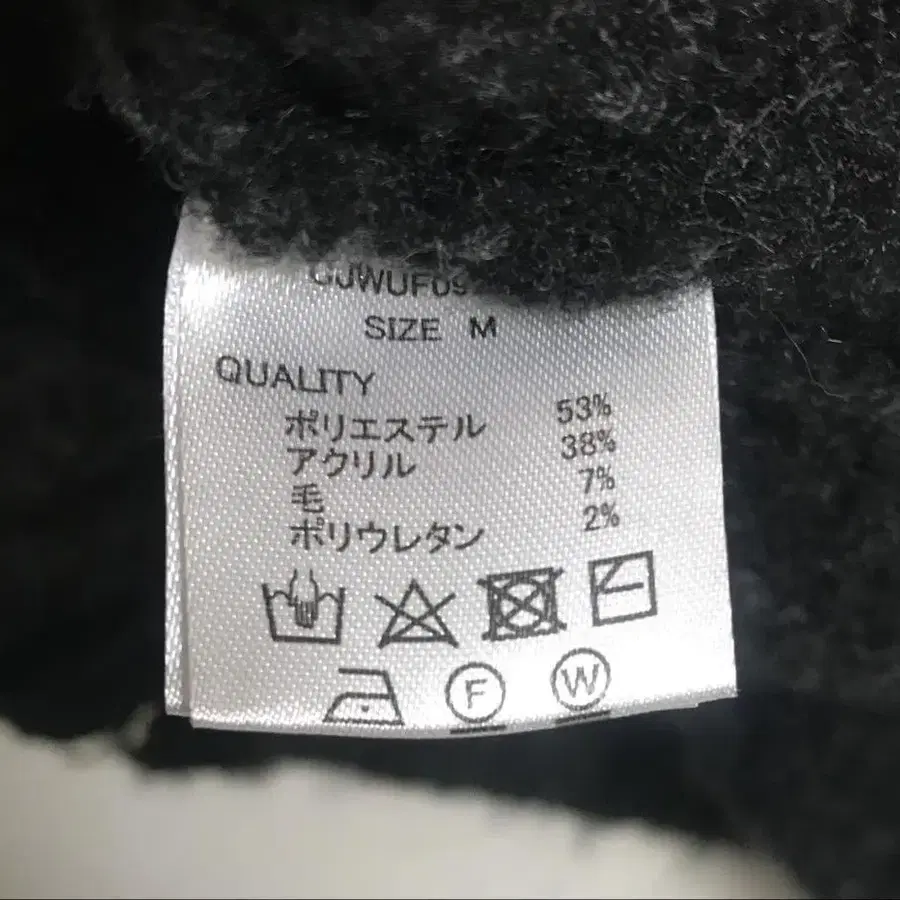 SIZE M
QUALITY
ポリエステル 53%
アクリル 38%
毛 7%
ポリウレタン 2%
F W